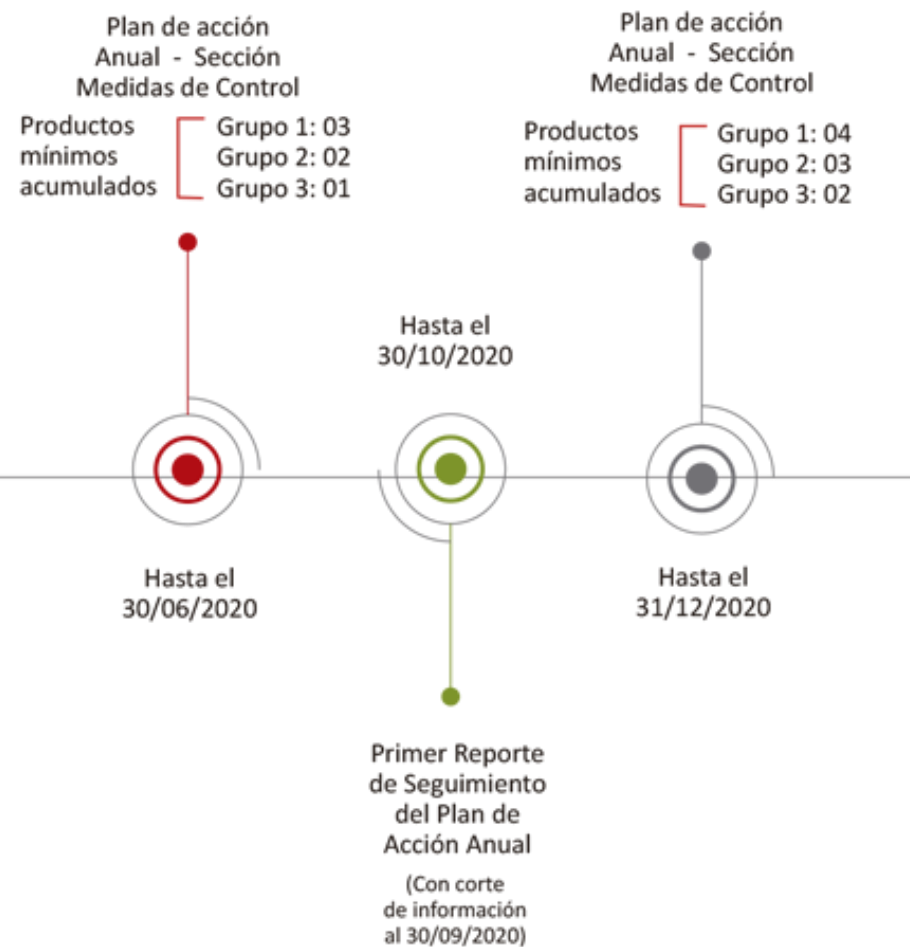 Plan de acción
Anual - Sección
Medidas de Control
Productos
mínimos
acumulados
Grupo 1: 03
Grupo 2: 02
Grupo 3: 01
Hasta el
30/06/2020
Hasta el
30/10/2020
Primer Reporte
de Seguimiento
del Plan de
Acción Anual
(Con corte
de información
al 30/09/2020)
Plan de acción
Anual - Sección
Medidas de Control
Productos
mínimos
acumulados
Grupo 1: 04
Grupo 2: 03
Grupo 3: 02
Hasta el
31/12/2020